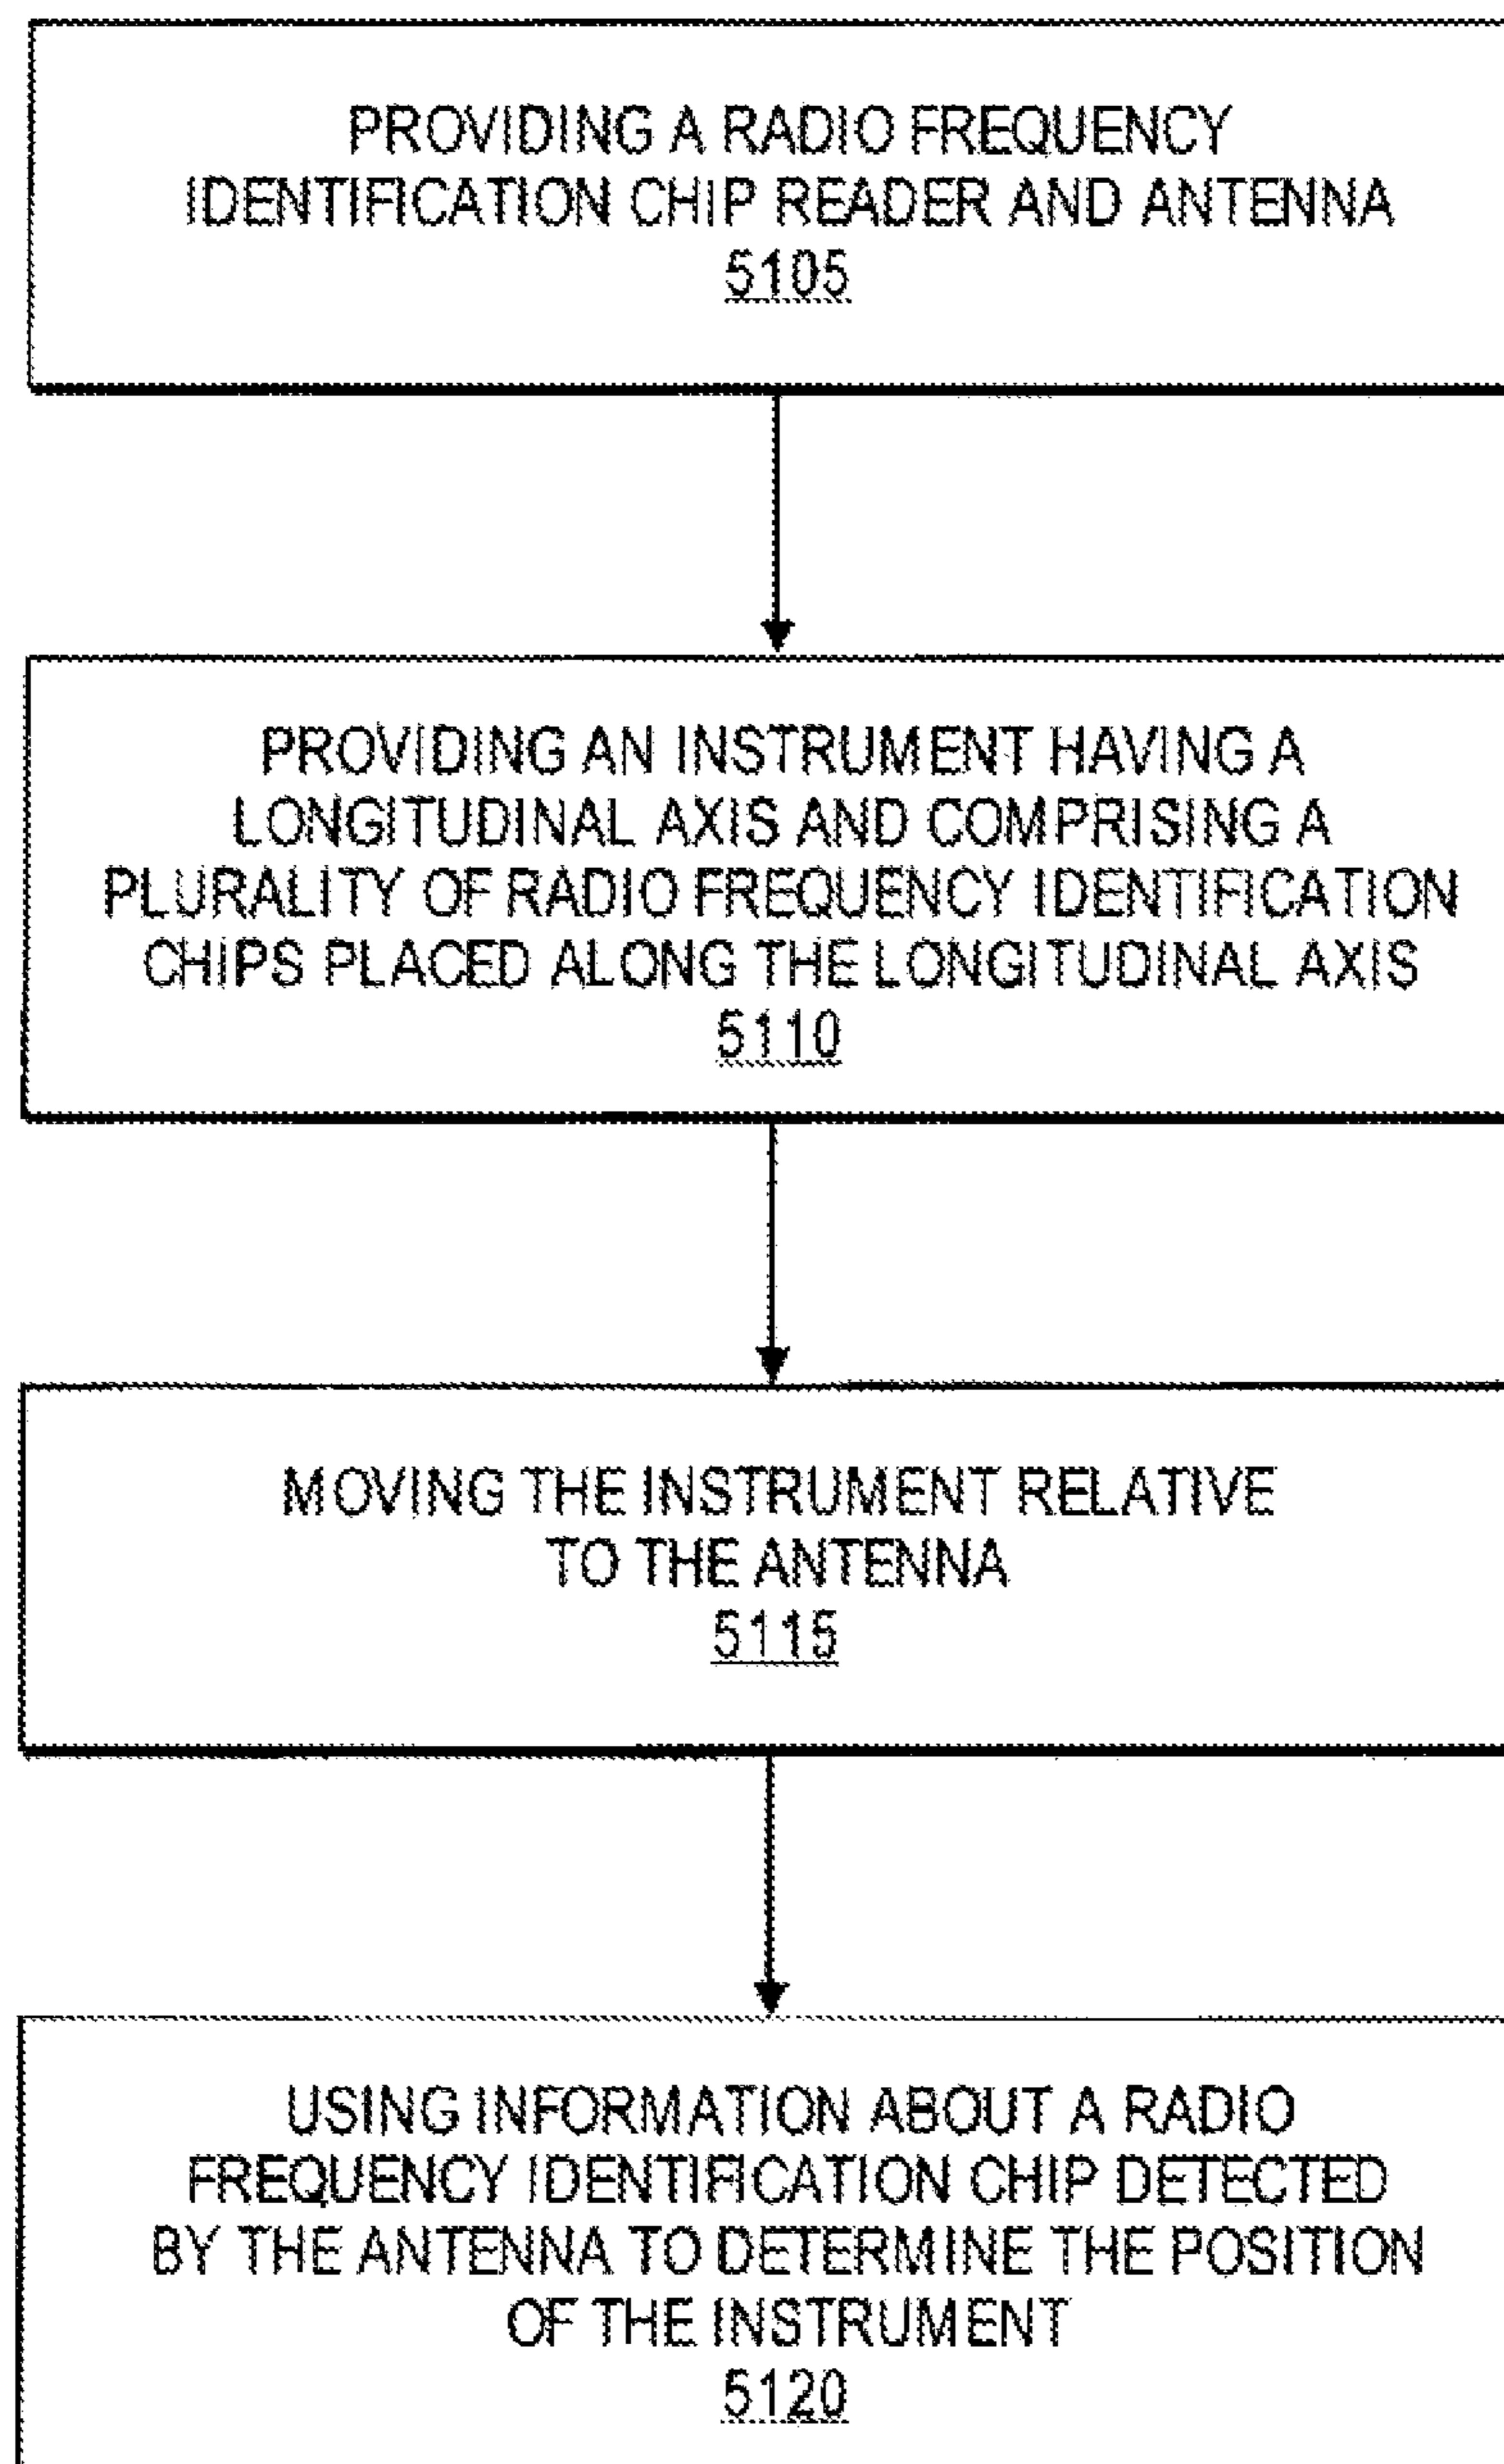 PROVIDING A RADIO FREQUENCY
IDENTIFICATION CHIP READER AND ANTENNA
5105
PROVIDING AN INSTRUMENT HAVING A
LONGITUDINAL AXIS AND COMPRISING A
PLURALITY OF RADIO FREQUENCY IDENTIFICATION
CHIPS PLACED ALONG THE LONGITUDINAL AXIS
5110
MOVING THE INSTRUMENT RELATIVE
TO THE ANTENNA
5115
USING INFORMATION ABOUT A RADIO
FREQUENCY IDENTIFICATION CHIP DETECTED
BY THE ANTENNA TO DETERMINE THE POSITION
OF THE INSTRUMENT
5120